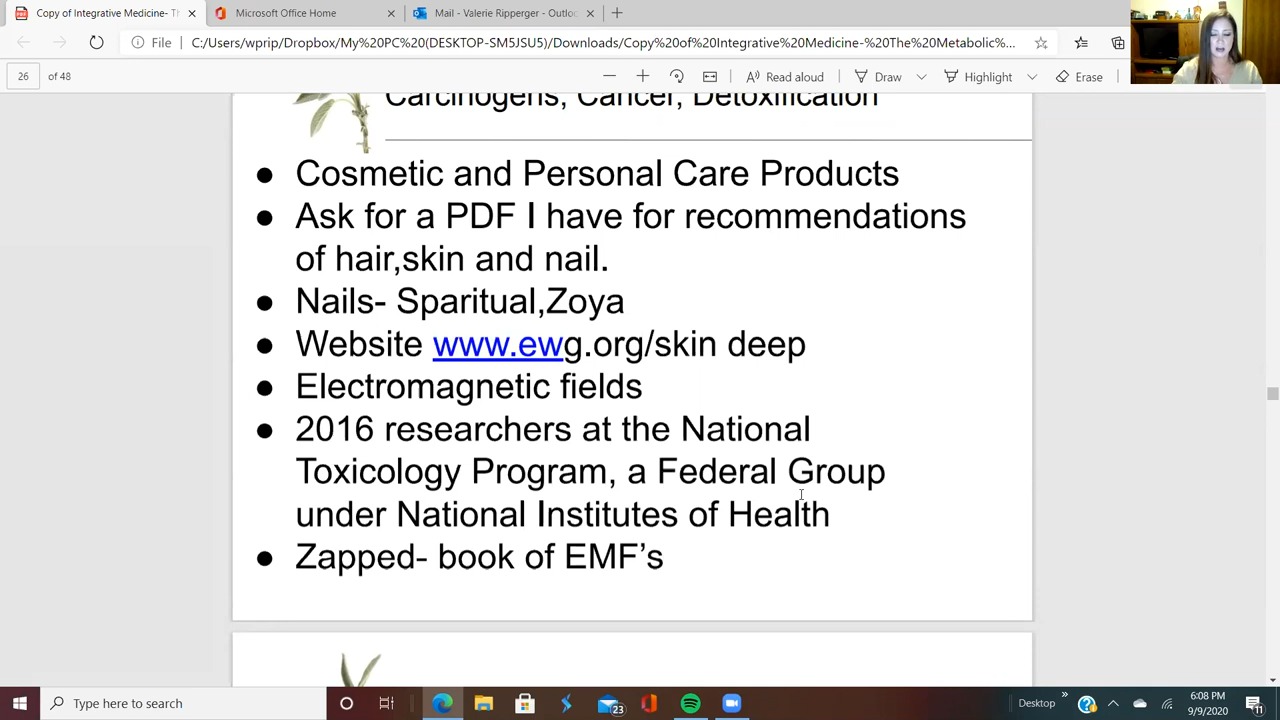 Copy of Integrative Medicine- Th
Microsoft Office Home
Mail - Valerie Ripperger - Outloo
File
C:/Users/wprip/Dropbox/My%20PC%20(DESKTOP-SM5JSU5)/Downloads/Copy%20of%20Integrative%20Medicine-%20The%20Metabolic%...
26 of 48
Read aloud
Draw
Highlight
Erase
Carcinogens, Cancer, Detoxification
● Cosmetic and Personal Care Products
● Ask for a PDF I have for recommendations
of hair,skin and nail.
● Nails- Sparitual,Zoya
● Website www.ewg.org/skin deep
● Electromagnetic fields
● 2016 researchers at the National
Toxicology Program, a Federal Group
under National Institutes of Health
● Zapped- book of EMF’s
Type here to search
23
Desktop
6:08 PM
9/9/2020
11